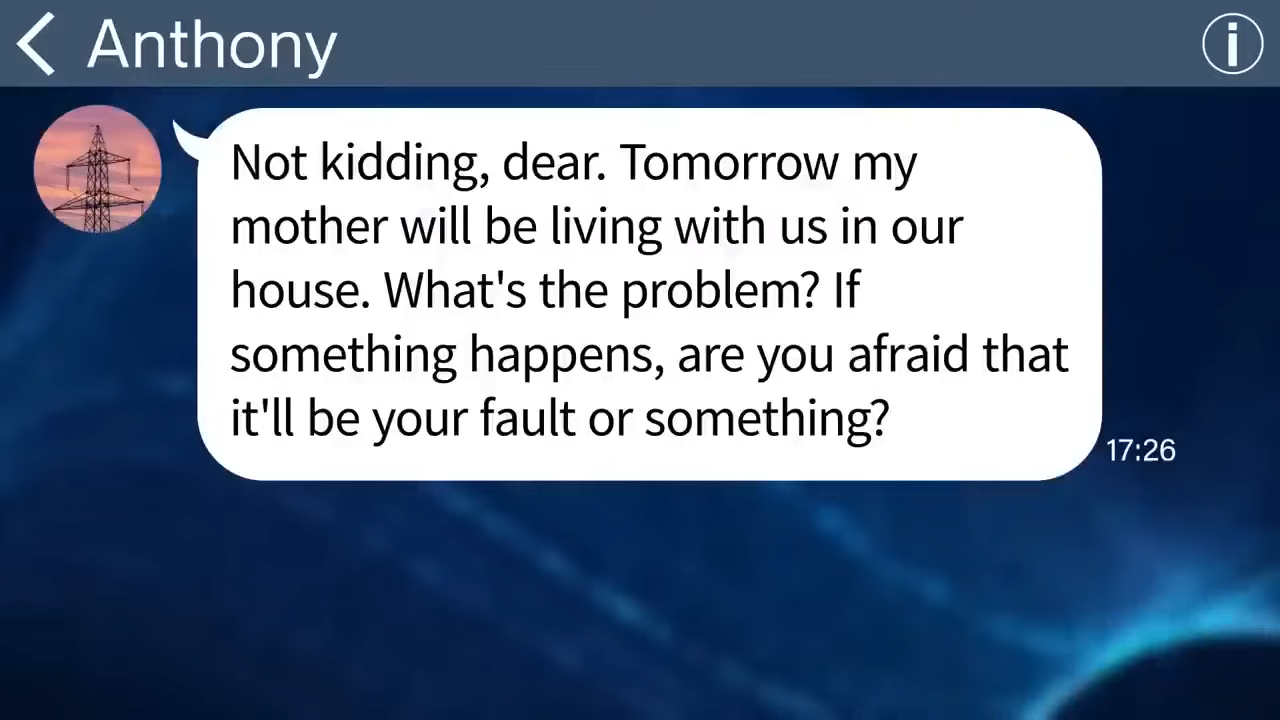 Anthony
Not kidding, dear. Tomorrow my
mother will be living with us in our
house. What's the problem? If
something happens, are you afraid that
it'll be your fault or something?
17:26